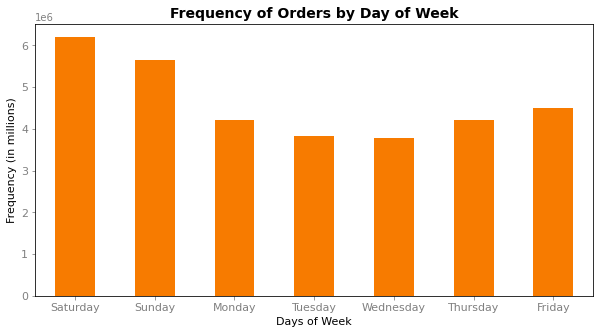 Frequency of Orders by Day of Week
1e6
6
5
4
3
2
1
0
Frequency (in millions)
Saturday Sunday Monday Tuesday Wednesday Thursday Friday
Days of Week